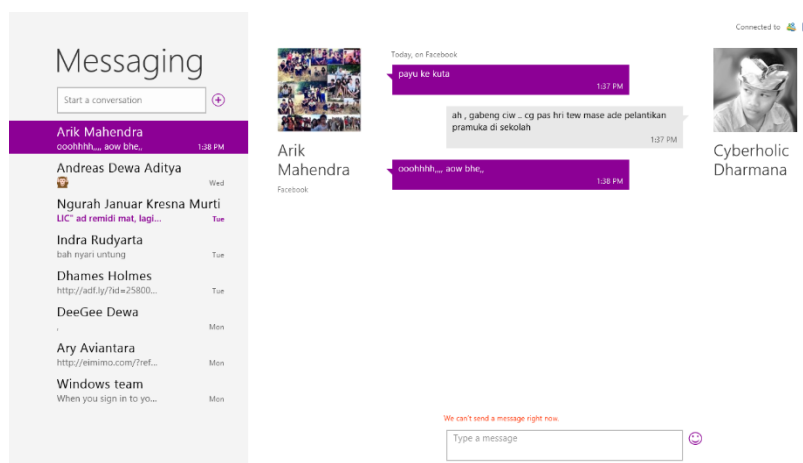 Connected to
Messaging
Start a conversation
Arik Mahendra
ooohhhh,,,, aow bhe,,
1:38 PM
Andreas Dewa Aditya
Wed
Ngurah Januar Kresna Murti
LIC" ad remidi mat, lagi...
Tue
Indra Rudyarta
bah nyari untung
Tue
Dhames Holmes
http://adf.ly/?id=25800...
Tue
DeeGee Dewa
,
Mon
Ary Aviantara
http://eimimo.com/?ref...
Mon
Windows team
When you sign in to yo...
Mon
Arik
Mahendra
Facebook
Today, on Facebook
payu ke kuta
1:37 PM
ah , gabeng ciw .. cg pas hri tew mase ade pelantikan
pramuka di sekolah
1:37 PM
ooohhhh,,,, aow bhe,,
1:38 PM
Cyberholic
Dharmana
We can't send a message right now.
Type a message